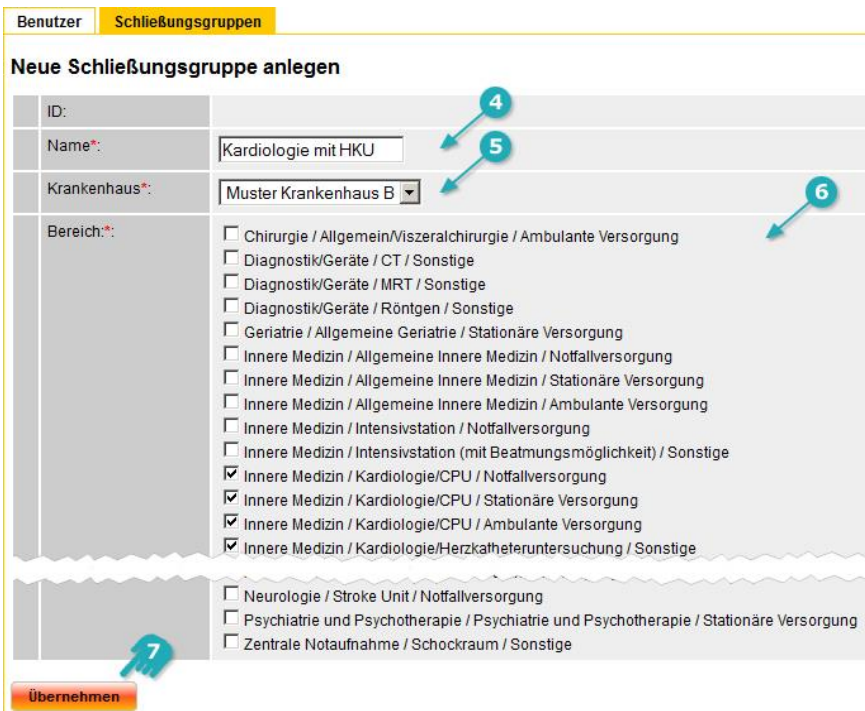 Benutzer Schließungsgruppen
Neue Schließungsgruppe anlegen
ID:
4
Name*: Kardiologie mit HKU
5
Krankenhaus*: Muster Krankenhaus B
6
Bereich:*: Chirurgie / Allgemein/Viszeralchirurgie / Ambulante Versorgung
Diagnostik/Geräte / CT / Sonstige
Diagnostik/Geräte / MRT / Sonstige
Diagnostik/Geräte / Röntgen / Sonstige
Geriatrie / Allgemeine Geriatrie / Stationäre Versorgung
Innere Medizin / Allgemeine Innere Medizin / Notfallversorgung
Innere Medizin / Allgemeine Innere Medizin / Stationäre Versorgung
Innere Medizin / Allgemeine Innere Medizin / Ambulante Versorgung
Innere Medizin / Intensivstation / Notfallversorgung
Innere Medizin / Intensivstation (mit Beatmungsmöglichkeit) / Sonstige
Innere Medizin / Kardiologie/CPU / Notfallversorgung
Innere Medizin / Kardiologie/CPU / Stationäre Versorgung
Innere Medizin / Kardiologie/CPU / Ambulante Versorgung
Innere Medizin / Kardiologie/Herzkatheteruntersuchung / Sonstige
Neurologie / Stroke Unit / Notfallversorgung
Psychiatrie und Psychotherapie / Psychiatrie und Psychotherapie / Stationäre Versorgung
Zentrale Notaufnahme / Schockraum / Sonstige
7
Übernehmen